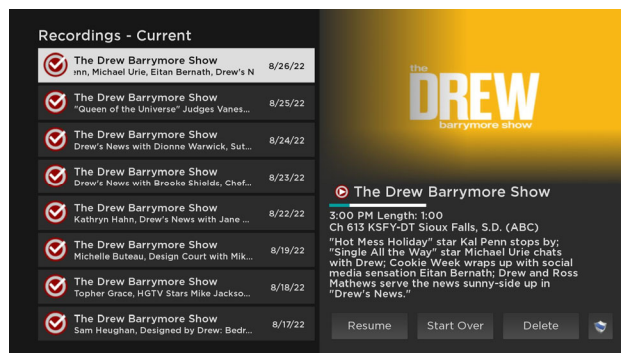 Recordings - Current
The Drew Barrymore Show
enn, Michael Urie, Eitan Bernath, Drew's N
8/26/22
The Drew Barrymore Show
"Queen of the Universe" Judges Vanes...
8/25/22
The Drew Barrymore Show
Drew's News with Dionne Warwick, Sut...
8/24/22
The Drew Barrymore Show
Drew's News with Brooke Shields, Chef...
8/23/22
The Drew Barrymore Show
Kathryn Hahn, Drew's News with Jane ...
8/22/22
The Drew Barrymore Show
Michelle Buteau, Design Court with Mik...
8/19/22
The Drew Barrymore Show
Topher Grace, HGTV Stars Mike Jackso...
8/18/22
The Drew Barrymore Show
Sam Heughan, Designed by Drew: Bedr...
8/17/22
the
DREW
barrymore show
The Drew Barrymore Show
3:00 PM Length: 1:00
Ch 613 KSFY-DT Sioux Falls, S.D. (ABC)
"Hot Mess Holiday" star Kal Penn stops by;
"Single All the Way" star Michael Urie chats
with Drew; Cookie Week wraps up with social
media sensation Eitan Bernath; Drew and Ross
Mathews serve the news sunny-side up in
"Drew's News."
Resume
Start Over
Delete